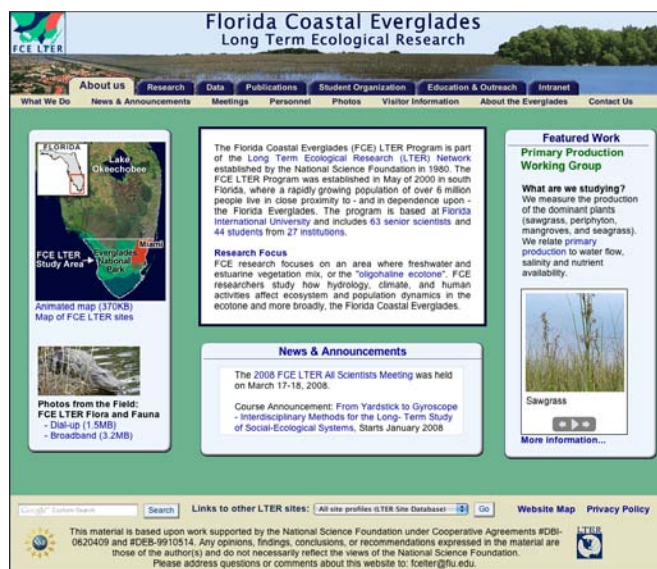 Florida Coastal Everglades
Long Term Ecological Research
FCE LTER
About us
Research
Data
Publications
Student Organization
Education & Outreach
Intranet
What We Do
News & Announcements
Meetings
Personnel
Photos
Visitor Information
About the Everglades
Contact Us
FLORIDA
Lake
Okeechobee
Miami
FCE LTER
Study Area
Everglades
National
Park
Animated map (370KB)
Map of FCE LTER sites
Photos from the Field:
FCE LTER Flora and Fauna
- Dial-up (1.5MB)
- Broadband (3.2MB)
The Florida Coastal Everglades (FCE) LTER Program is part
of the Long Term Ecological Research (LTER) Network
established by the National Science Foundation in 1980. The
FCE LTER Program was established in May of 2000 in south
Florida, where a rapidly growing population of over 6 million
people live in close proximity to - and in dependence upon -
the Florida Everglades. The program is based at Florida
International University and includes 63 senior scientists and
44 students from 27 institutions.
Research Focus
FCE research focuses on an area where freshwater and
estuarine vegetation mix, or the "oligohaline ecotone". FCE
researchers study how hydrology, climate, and human
activities affect ecosystem and population dynamics in the
ecotone and more broadly, the Florida Coastal Everglades.
News & Announcements
The 2008 FCE LTER All Scientists Meeting was held
on March 17-18, 2008.
Course Announcement: From Yardstick to Gyroscope
- Interdisciplinary Methods for the Long- Term Study
of Social-Ecological Systems, Starts January 2008
Featured Work
Primary Production
Working Group
What are we studying?
We measure the production
of the dominant plants
(sawgrass, periphyton,
mangroves, and seagrass).
We relate primary
production to water flow,
salinity and nutrient
availability.
Sawgrass
More information...
Google Custom Search
Search
Links to other LTER sites:
All site profiles (LTER Site Database)
Go
Website Map
Privacy Policy
This material is based upon work supported by the National Science Foundation under Cooperative Agreements #DBI-
0620409 and #DEB-9910514. Any opinions, findings, conclusions, or recommendations expressed in the material are
those of the author(s) and do not necessarily reflect the views of the National Science Foundation.
Please address questions or comments about this website to: fcelter@fiu.edu.
LTER